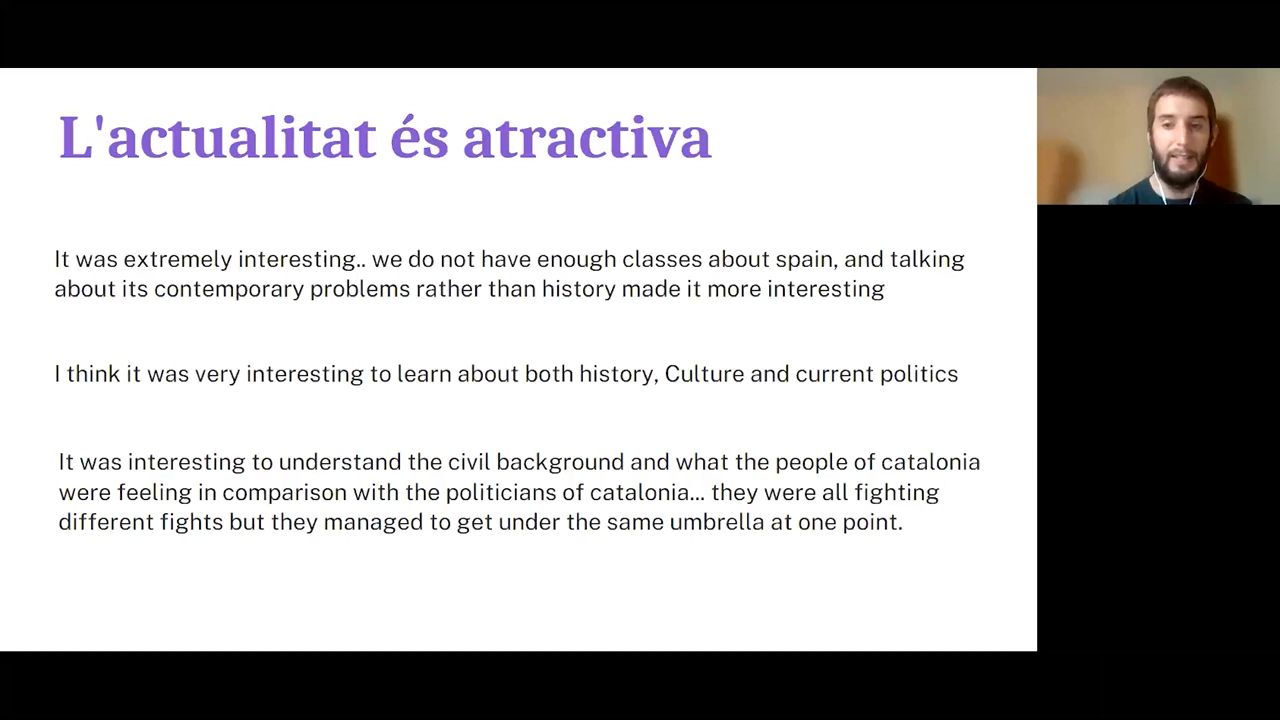 L'actualitat és atractiva
It was extremely interesting.. we do not have enough classes about spain, and talking
about its contemporary problems rather than history made it more interesting
I think it was very interesting to learn about both history, Culture and current politics
It was interesting to understand the civil background and what the people of catalonia
were feeling in comparison with the politicians of catalonia... they were all fighting
different fights but they managed to get under the same umbrella at one point.